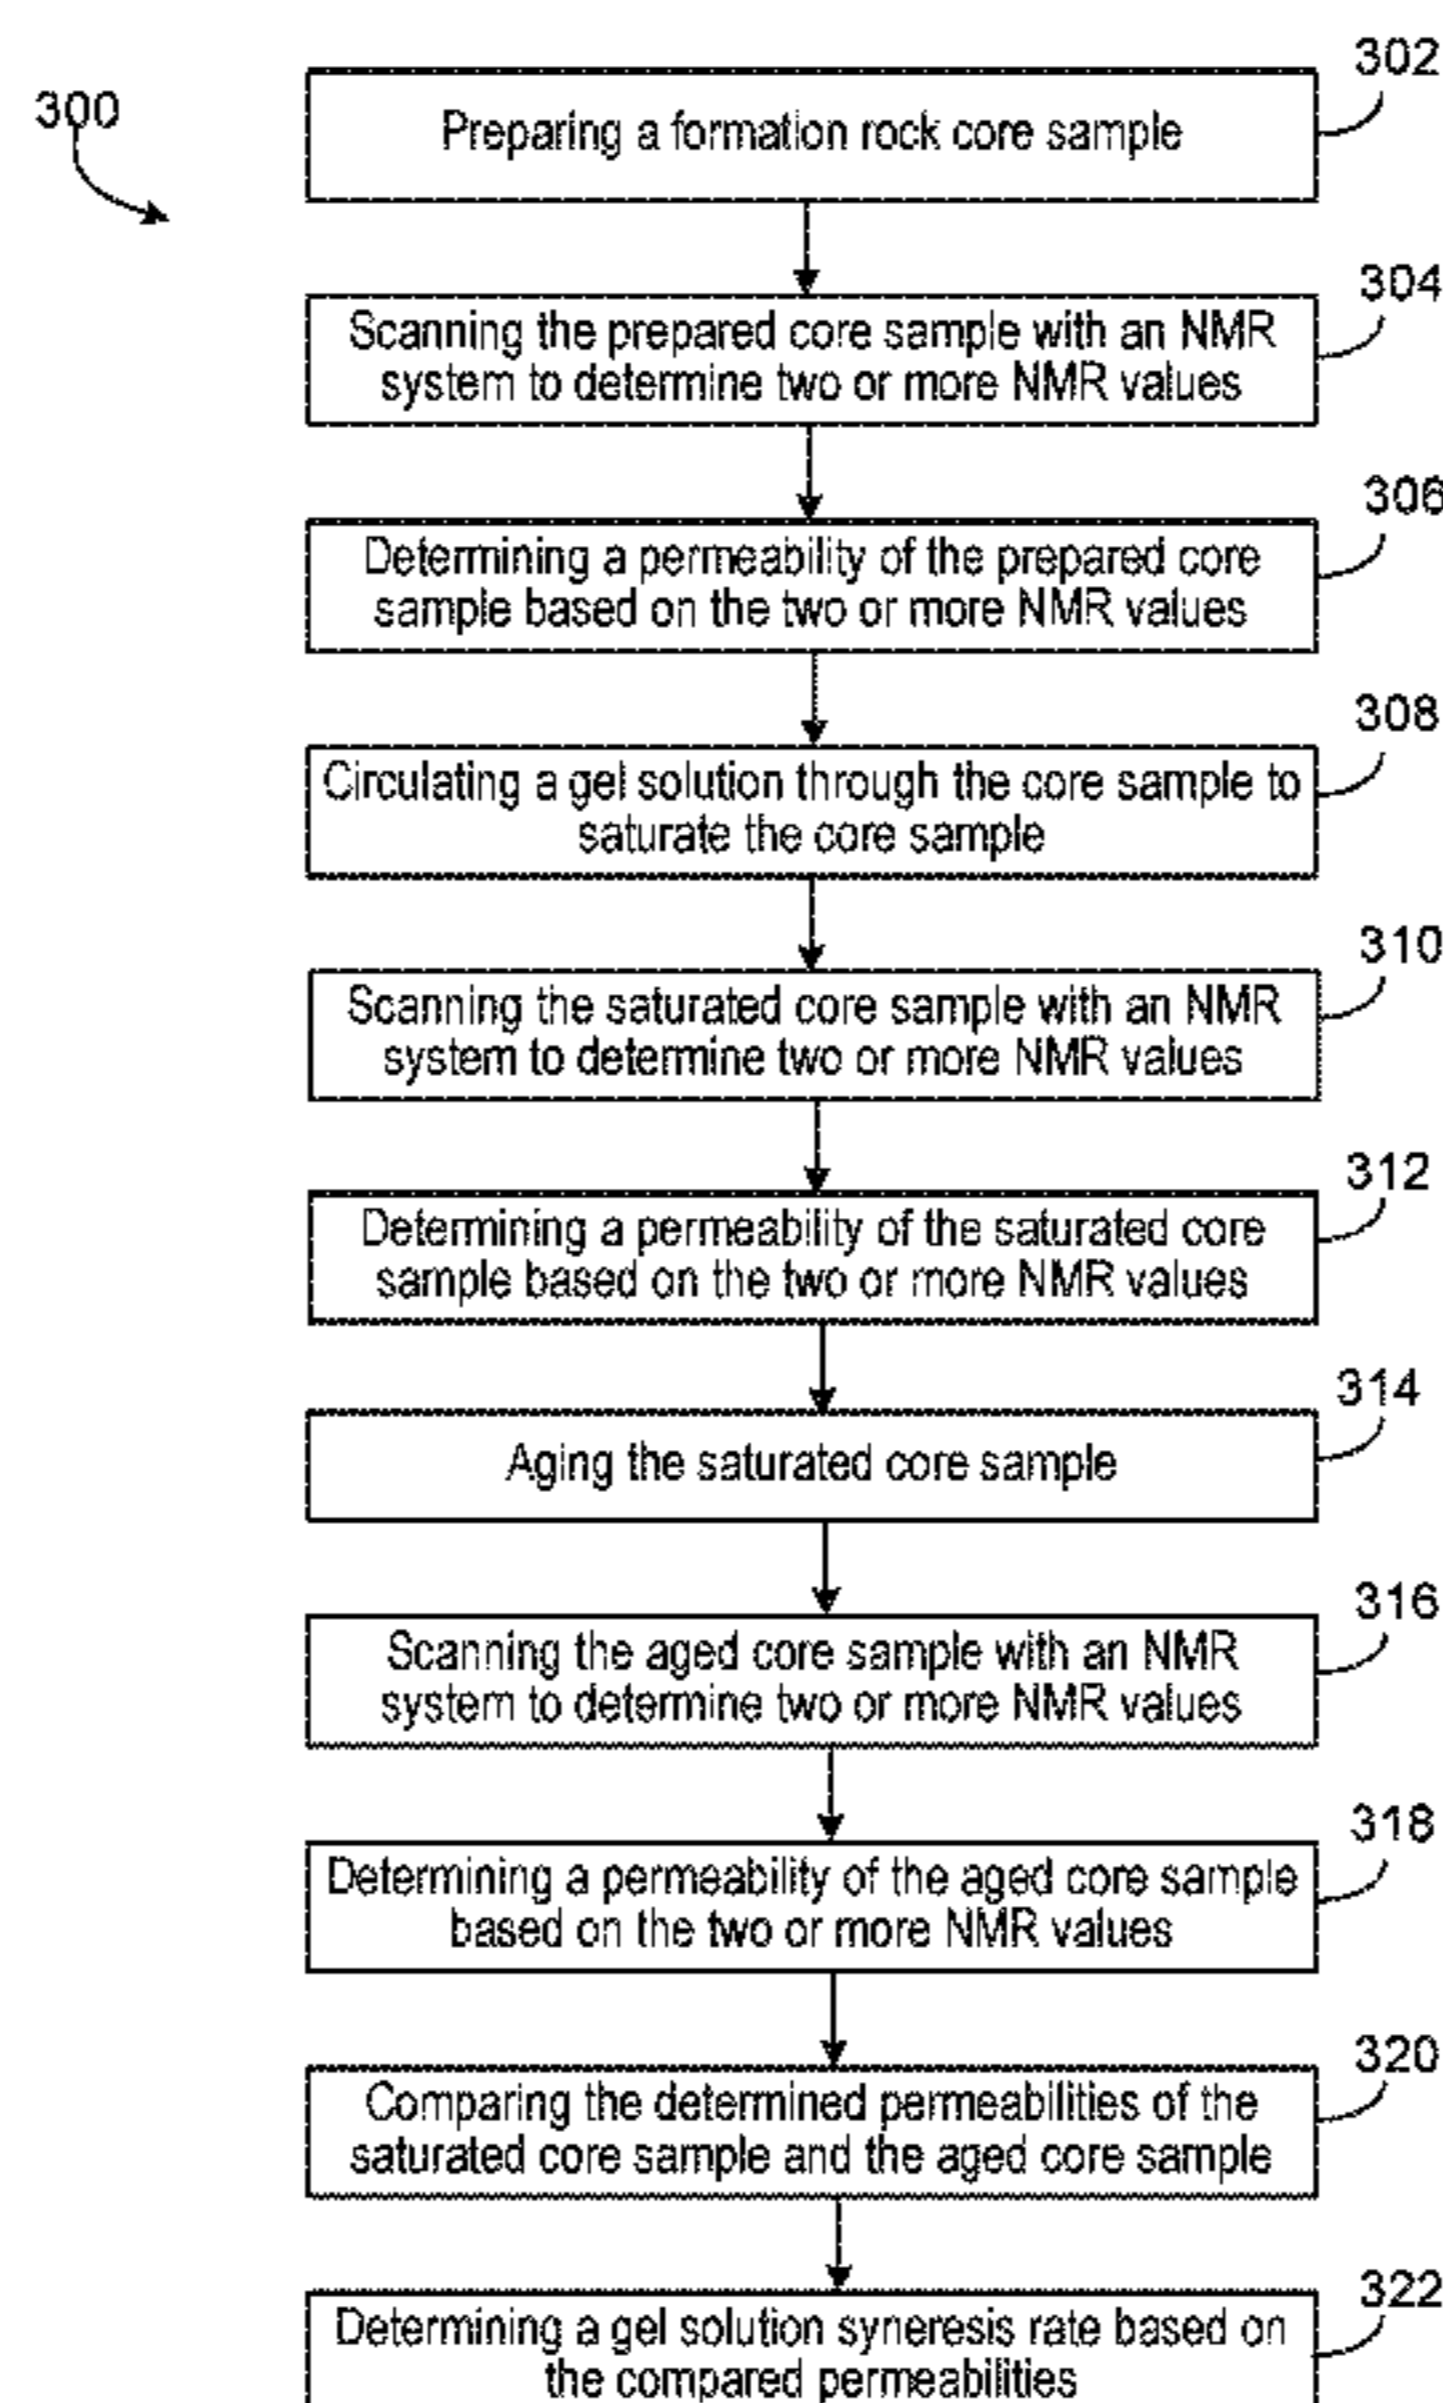 302
300
Preparing a formation rock core sample
304
Scanning the prepared core sample with an NMR
system to determine two or more NMR values
306
Determining a permeability of the prepared core
sample based on the two or more NMR values
308
Circulating a gel solution through the core sample to
saturate the core sample
310
Scanning the saturated core sample with an NMR
system to determine two or more NMR values
312
Determining a permeability of the saturated core
sample based on the two or more NMR values
314
Aging the saturated core sample
316
Scanning the aged core sample with an NMR
system to determine two or more NMR values
318
Determining a permeability of the aged core sample
based on the two or more NMR values
320
Comparing the determined permeabilities of the
saturated core sample and the aged core sample
322
Determining a gel solution syneresis rate based on
the compared permeabilities